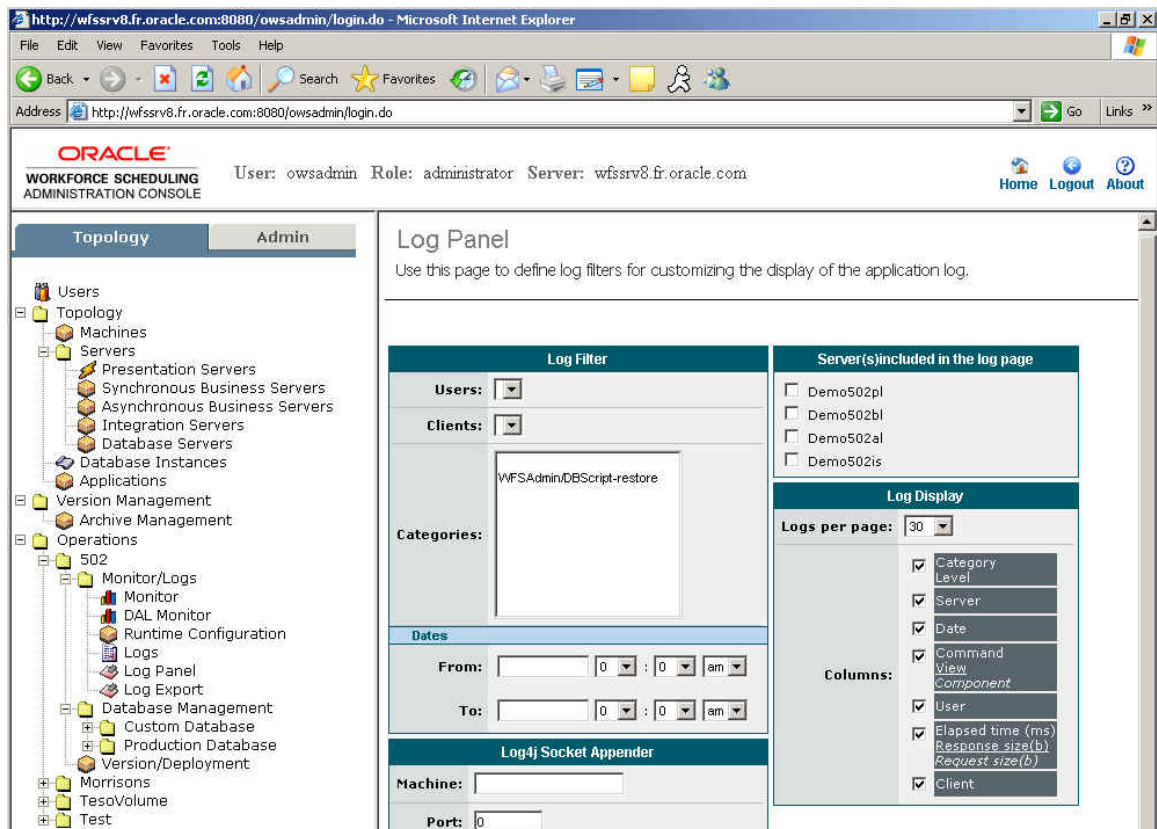 http://wfssrv8.fr.oracle.com:8080/owsadmin/login.do - Microsoft Internet Explorer
File Edit View Favorites Tools Help
Back Search Favorites
Address http://wfssrv8.fr.oracle.com:8080/owsadmin/login.do Go Links »
ORACLE
WORKFORCE SCHEDULING
ADMINISTRATION CONSOLE
User: owsadmin Role: administrator Server: wfssrv8.fr.oracle.com
Home Logout About
Topology Admin
Users
Topology
Machines
Servers
Presentation Servers
Synchronous Business Servers
Asynchronous Business Servers
Integration Servers
Database Servers
Database Instances
Applications
Version Management
Archive Management
Operations
502
Monitor/Logs
Monitor
DAL Monitor
Runtime Configuration
Logs
Log Panel
Log Export
Database Management
Custom Database
Production Database
Version/Deployment
Morrisons
TesoVolume
Test
Log Panel
Use this page to define log filters for customizing the display of the application log.
Log Filter
Users:
Clients:
Categories:
WFSAdmin/DBScript-restore
Dates
From: 0 : 0 am
To: 0 : 0 am
Log4j Socket Appender
Machine:
Port: 0
Server(s)included in the log page
Demo502pl
Demo502bl
Demo502al
Demo502is
Log Display
Logs per page: 30
Columns:
Category
Level
Server
Date
Command
View
Component
User
Elapsed time (ms)
Response size(b)
Request size(b)
Client